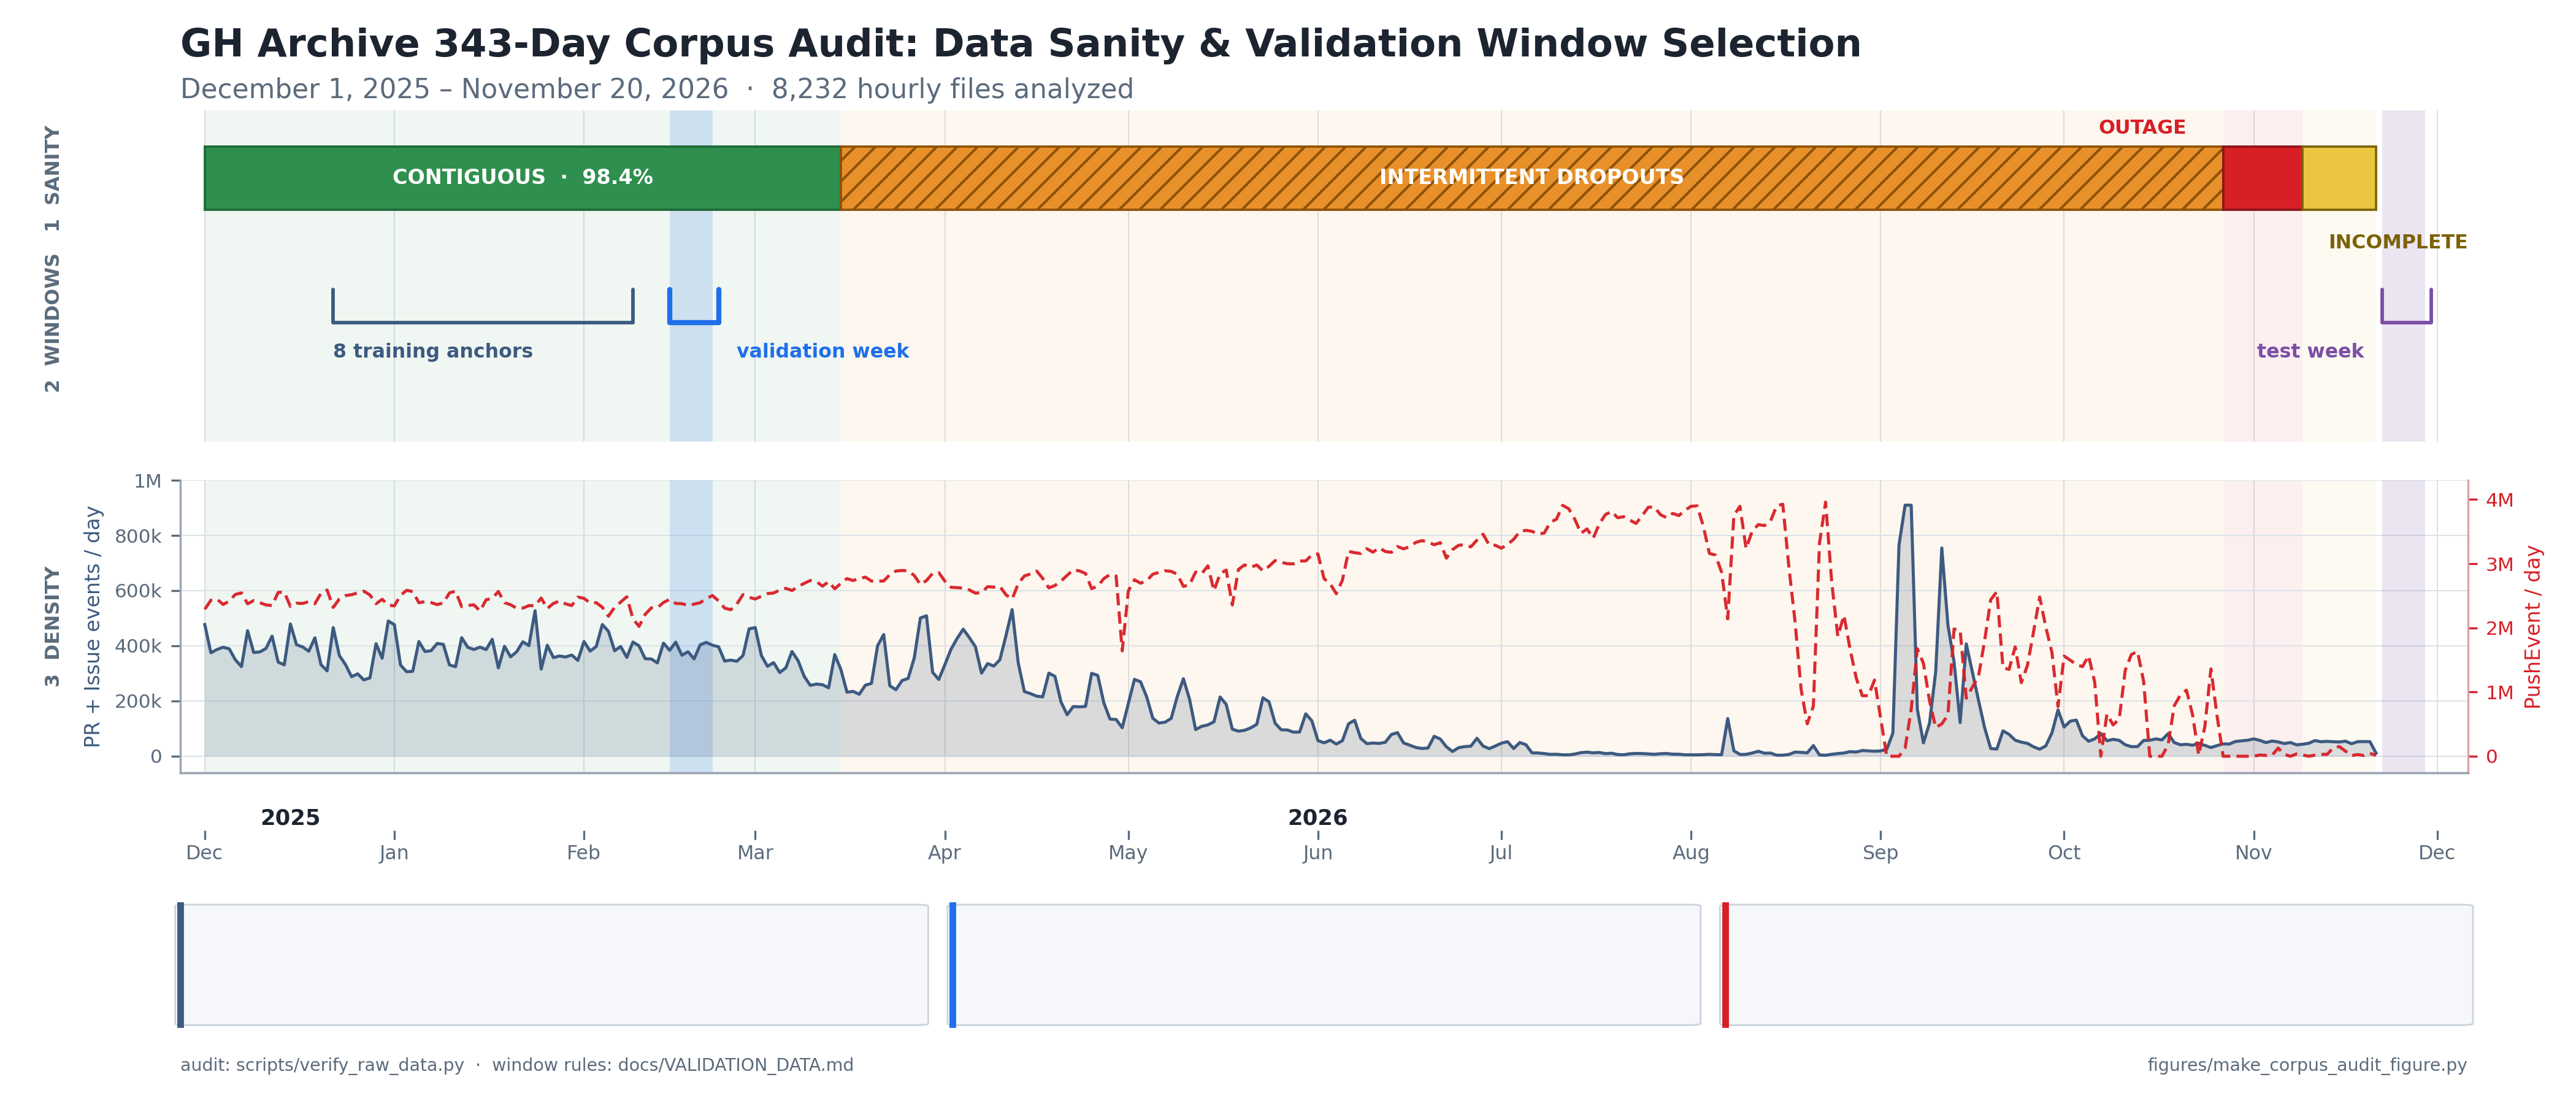 GH Archive 343-Day Corpus Audit: Data Sanity & Validation Window Selection
December 1, 2025 – November 20, 2026 · 8,232 hourly files analyzed
1 SANITY
OUTAGE
CONTIGUOUS · 98.4%
INTERMITTENT DROPOUTS
INCOMPLETE
2 WINDOWS
8 training anchors
validation week
test week
3 DENSITY
PR + Issue events / day
1M
800k
600k
400k
200k
0
4M
3M
2M
1M
0
PushEvent / day
2025
2026
Dec Jan Feb Mar Apr May Jun Jul Aug Sep Oct Nov Dec
audit: scripts/verify_raw_data.py · window rules: docs/VALIDATION_DATA.md
figures/make_corpus_audit_figure.py